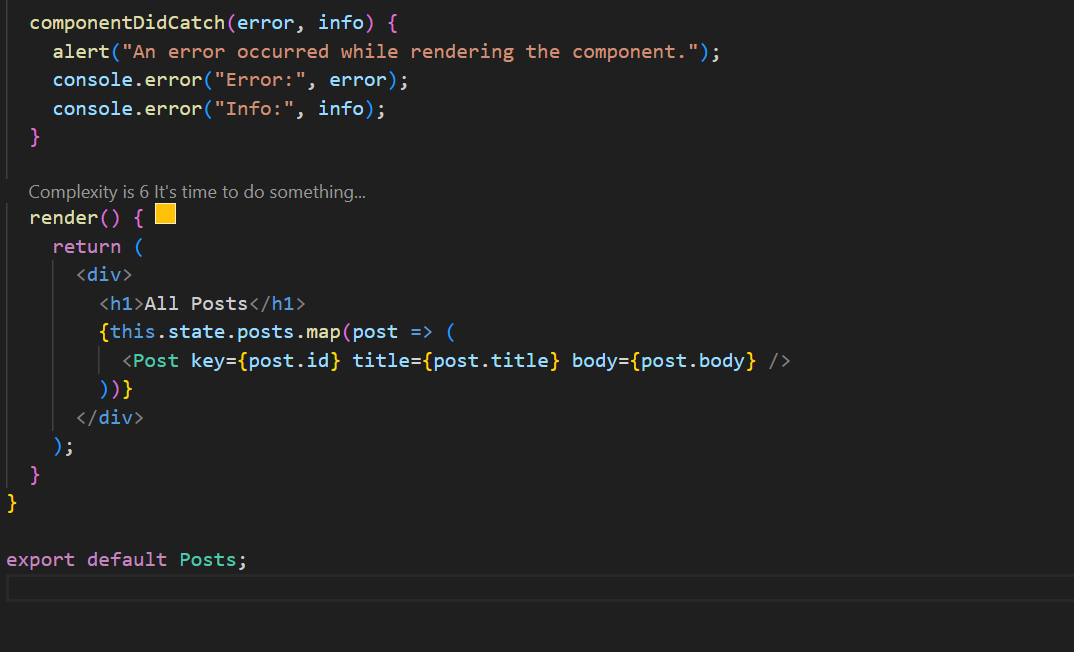 componentDidCatch(error, info) {
alert("An error occurred while rendering the component.");
console.error("Error:", error);
console.error("Info:", info);
}
Complexity is 6 It's time to do something...
render() {
return (
<div>
<h1>All Posts</h1>
{this.state.posts.map(post => (
<Post key={post.id} title={post.title} body={post.body} />
))}
</div>
);
}
}
export default Posts;